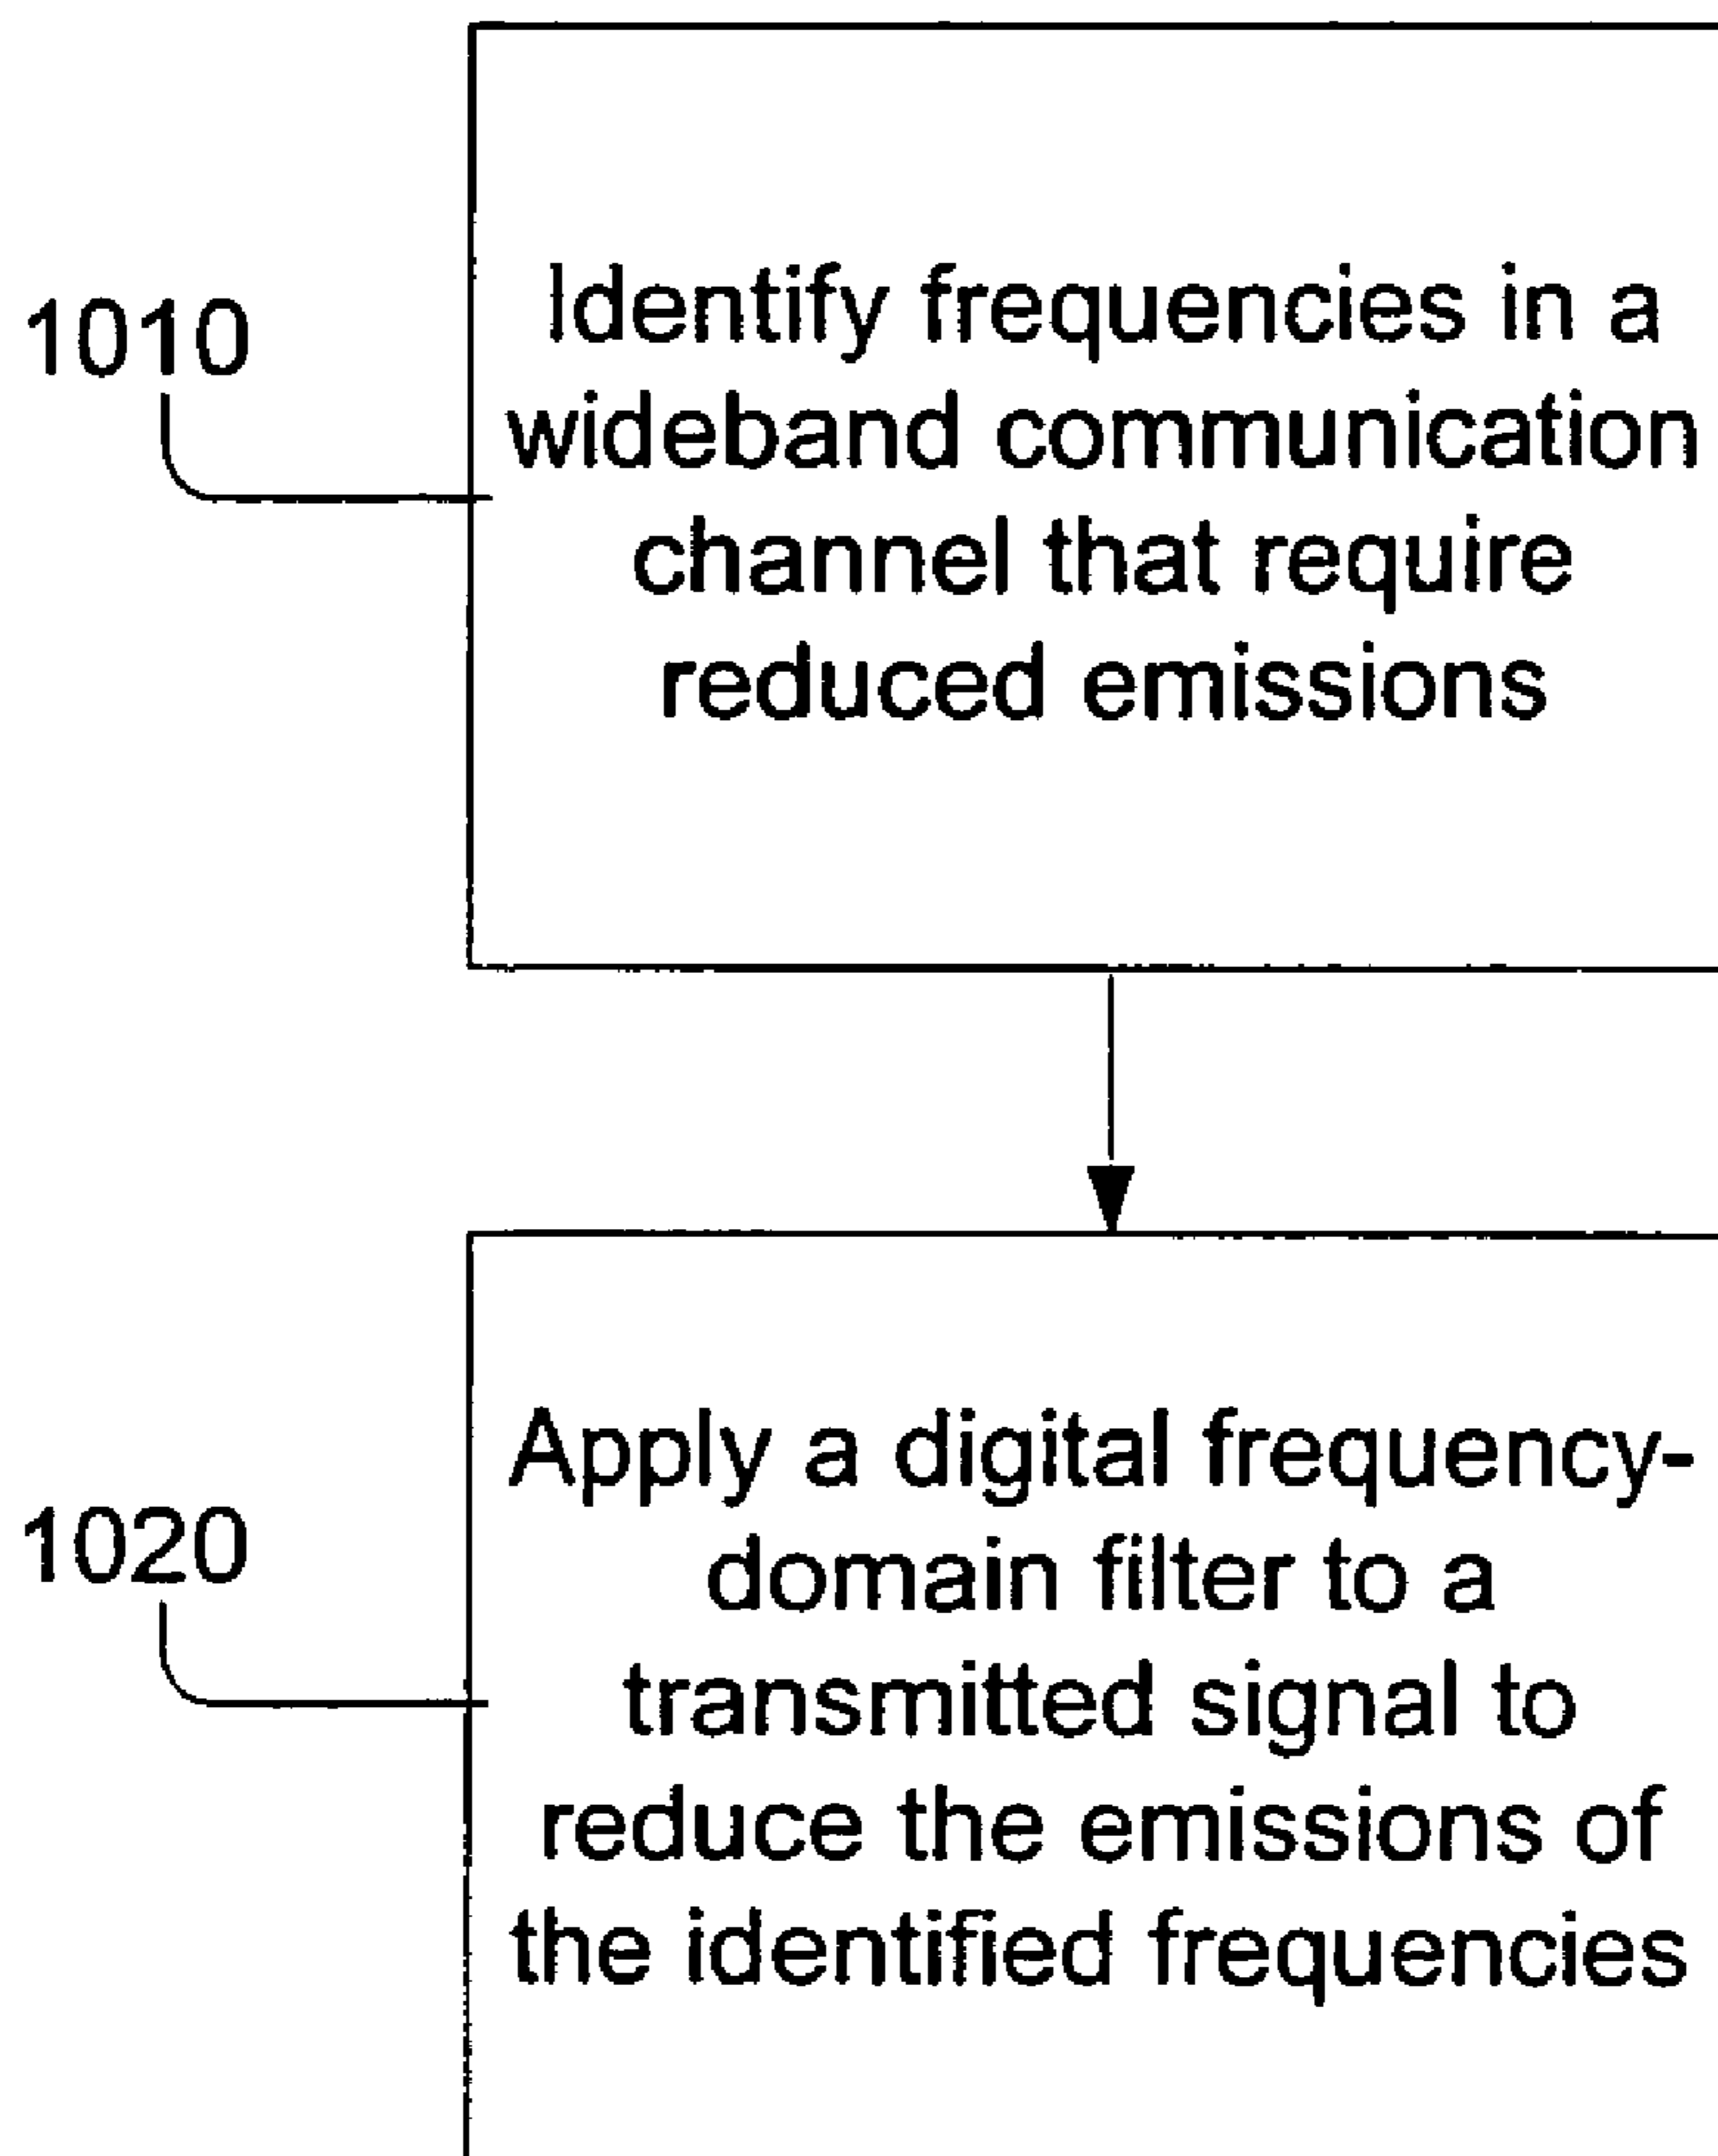 1010
Identify frequencies in a
wideband communication
channel that require
reduced emissions
1020
Apply a digital frequency-
domain filter to a
transmitted signal to
reduce the emissions of
the identified frequencies